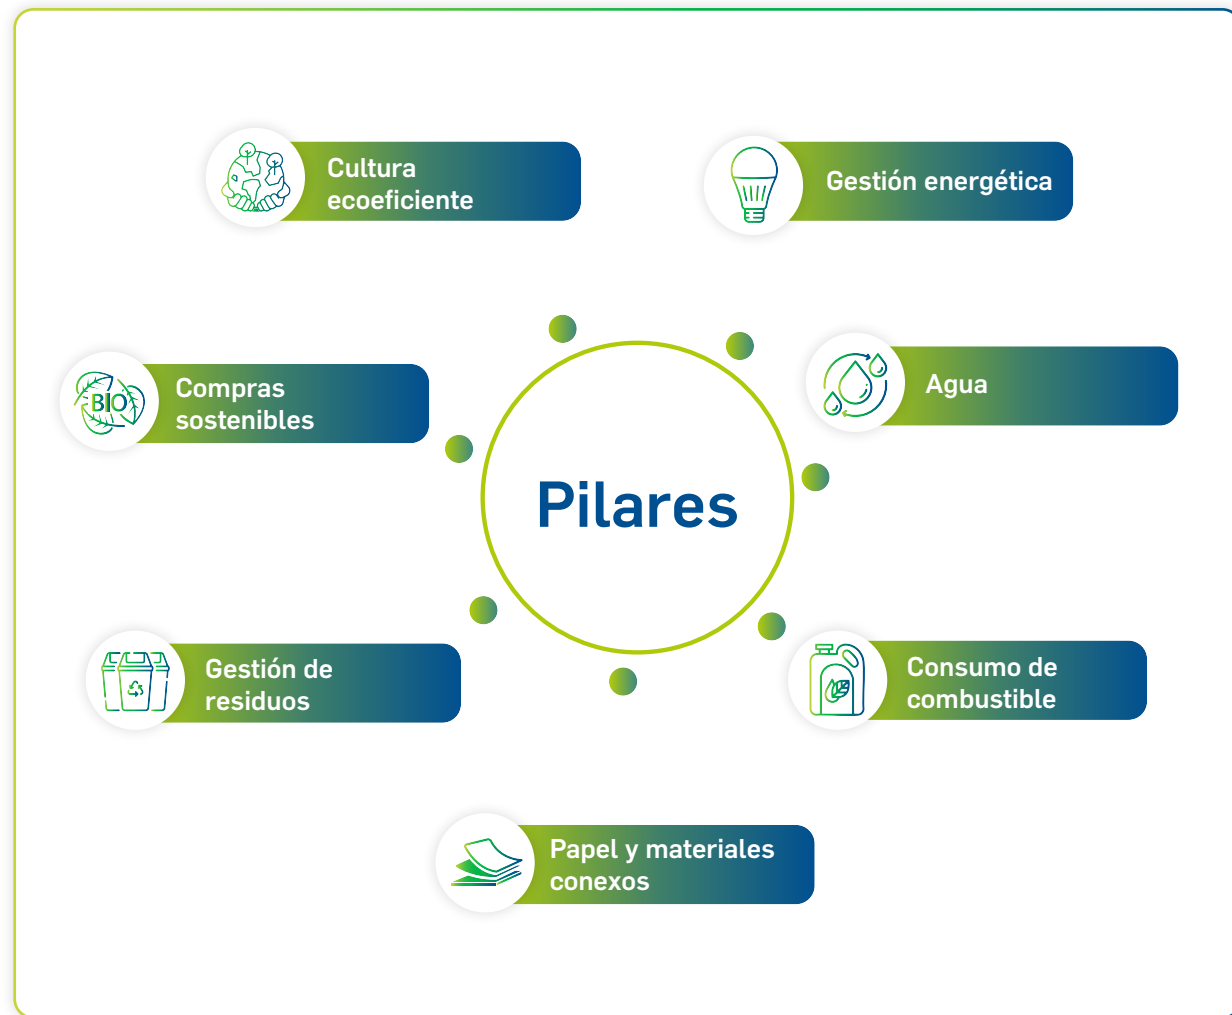 Cultura
ecoeficiente
Gestión energética
Compras
sostenibles
BIO
Agua
Pilares
Gestión de
residuos
Consumo de
combustible
Papel y materiales
conexos